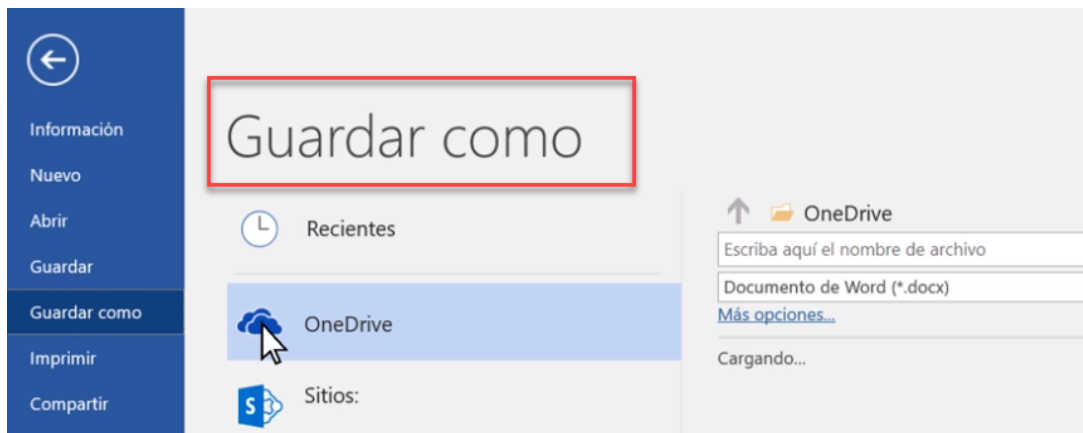 Información
Nuevo
Abrir
Guardar
Guardar como
Imprimir
Compartir
Guardar como
Recientes
OneDrive
Sitios:
OneDrive
Escriba aquí el nombre de archivo
Documento de Word (*.docx)
Más opciones...
Cargando...